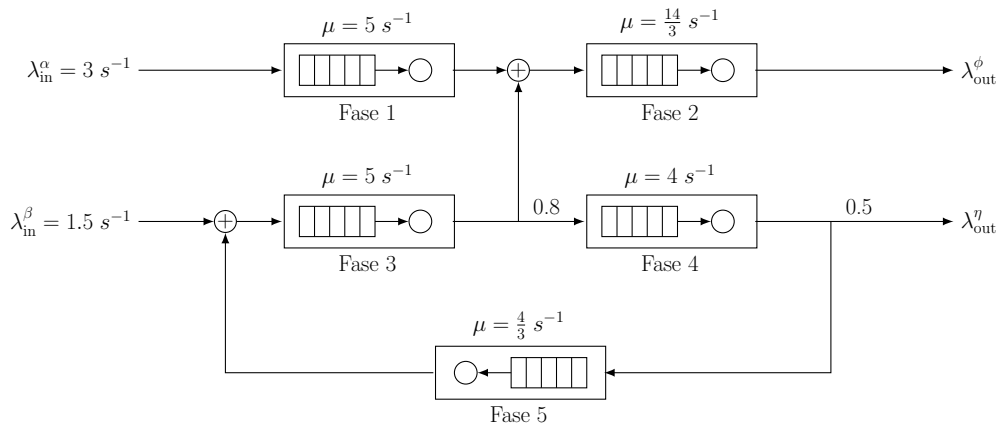 μ = 5 s⁻¹
μ = 14/3 s⁻¹
λ_in^α = 3 s⁻¹
λ_out^ϕ
Fase 1
Fase 2
μ = 5 s⁻¹
μ = 4 s⁻¹
λ_in^β = 1.5 s⁻¹
0.8
0.5
λ_out^η
Fase 3
Fase 4
μ = 4/3 s⁻¹
Fase 5